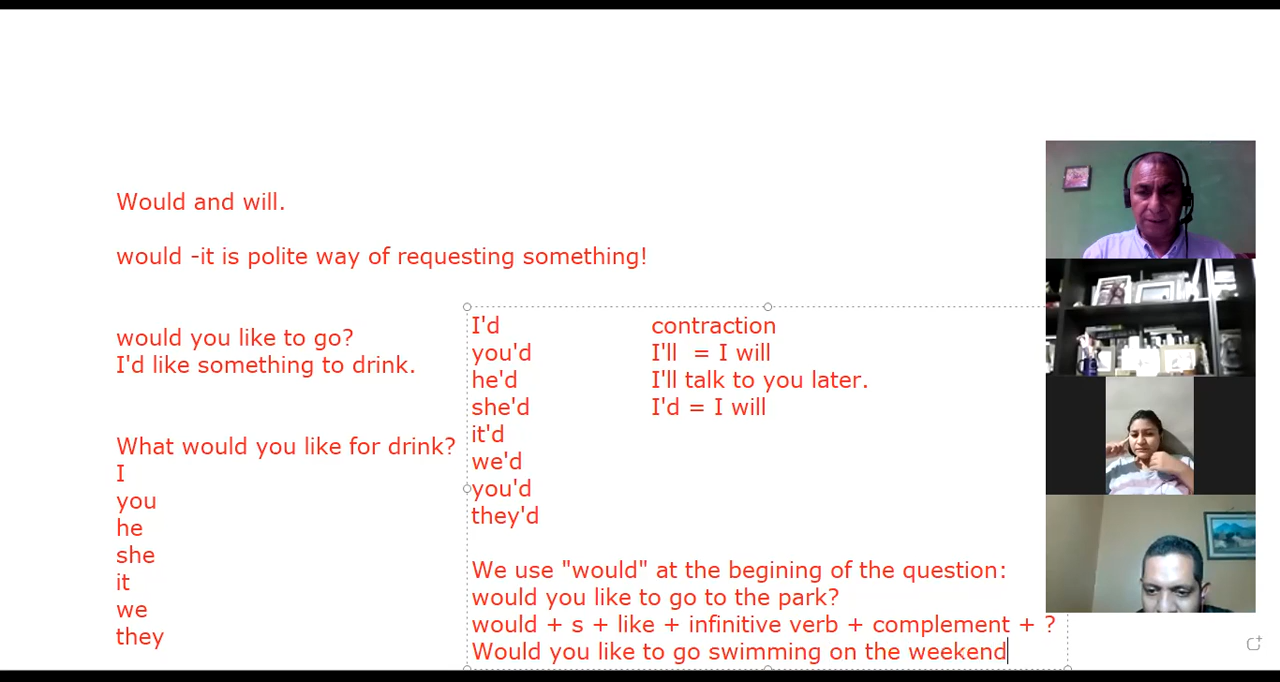 Would and will.
would -it is polite way of requesting something!
would you like to go?
I'd like something to drink.
What would you like for drink?
I
you
he
she
it
we
they
I'd
you'd
he'd
she'd
it'd
we'd
you'd
they'd
contraction
I'll  = I will
I'll talk to you later.
I'd = I will
We use "would" at the begining of the question:
would you like to go to the park?
would + s + like + infinitive verb + complement + ?
Would you like to go swimming on the weekend